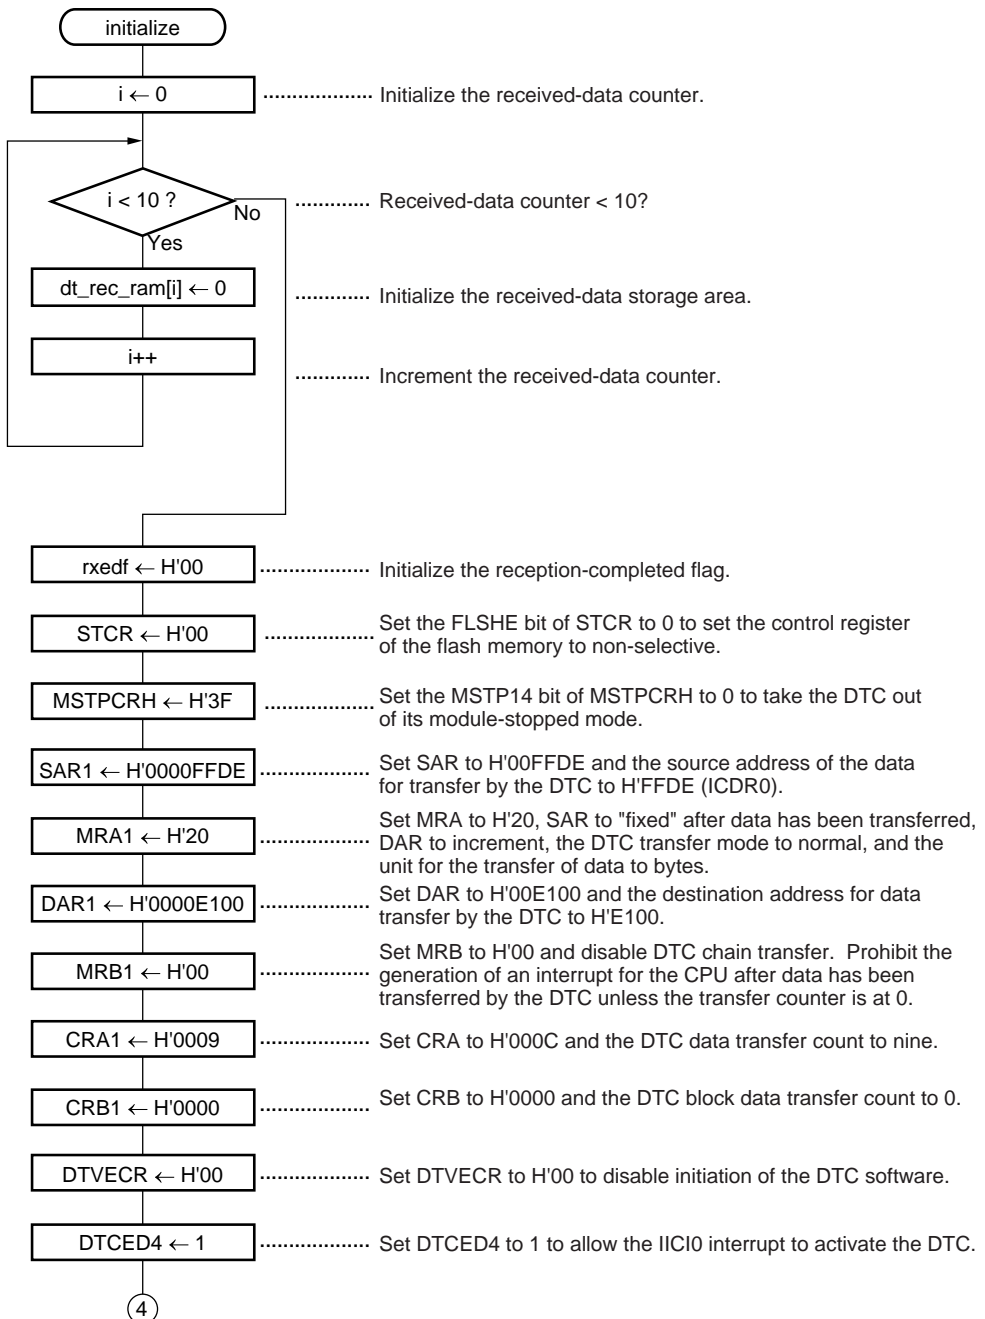 initialize
i ← 0
Initialize the received-data counter.
i < 10 ?
No
Received-data counter < 10?
Yes
dt_rec_ram[i] ← 0
Initialize the received-data storage area.
i++
Increment the received-data counter.
rxedf ← H'00
Initialize the reception-completed flag.
STCR ← H'00
Set the FLSHE bit of STCR to 0 to set the control register
of the flash memory to non-selective.
MSTPCRH ← H'3F
Set the MSTP14 bit of MSTPCRH to 0 to take the DTC out
of its module-stopped mode.
SAR1 ← H'0000FFDE
Set SAR to H'00FFDE and the source address of the data
for transfer by the DTC to H'FFDE (ICDR0).
MRA1 ← H'20
Set MRA to H'20, SAR to "fixed" after data has been transferred,
DAR to increment, the DTC transfer mode to normal, and the
unit for the transfer of data to bytes.
DAR1 ← H'0000E100
Set DAR to H'00E100 and the destination address for data
transfer by the DTC to H'E100.
MRB1 ← H'00
Set MRB to H'00 and disable DTC chain transfer. Prohibit the
generation of an interrupt for the CPU after data has been
transferred by the DTC unless the transfer counter is at 0.
CRA1 ← H'0009
Set CRA to H'000C and the DTC data transfer count to nine.
CRB1 ← H'0000
Set CRB to H'0000 and the DTC block data transfer count to 0.
DTVECR ← H'00
Set DTVECR to H'00 to disable initiation of the DTC software.
DTCED4 ← 1
Set DTCED4 to 1 to allow the IICI0 interrupt to activate the DTC.
4